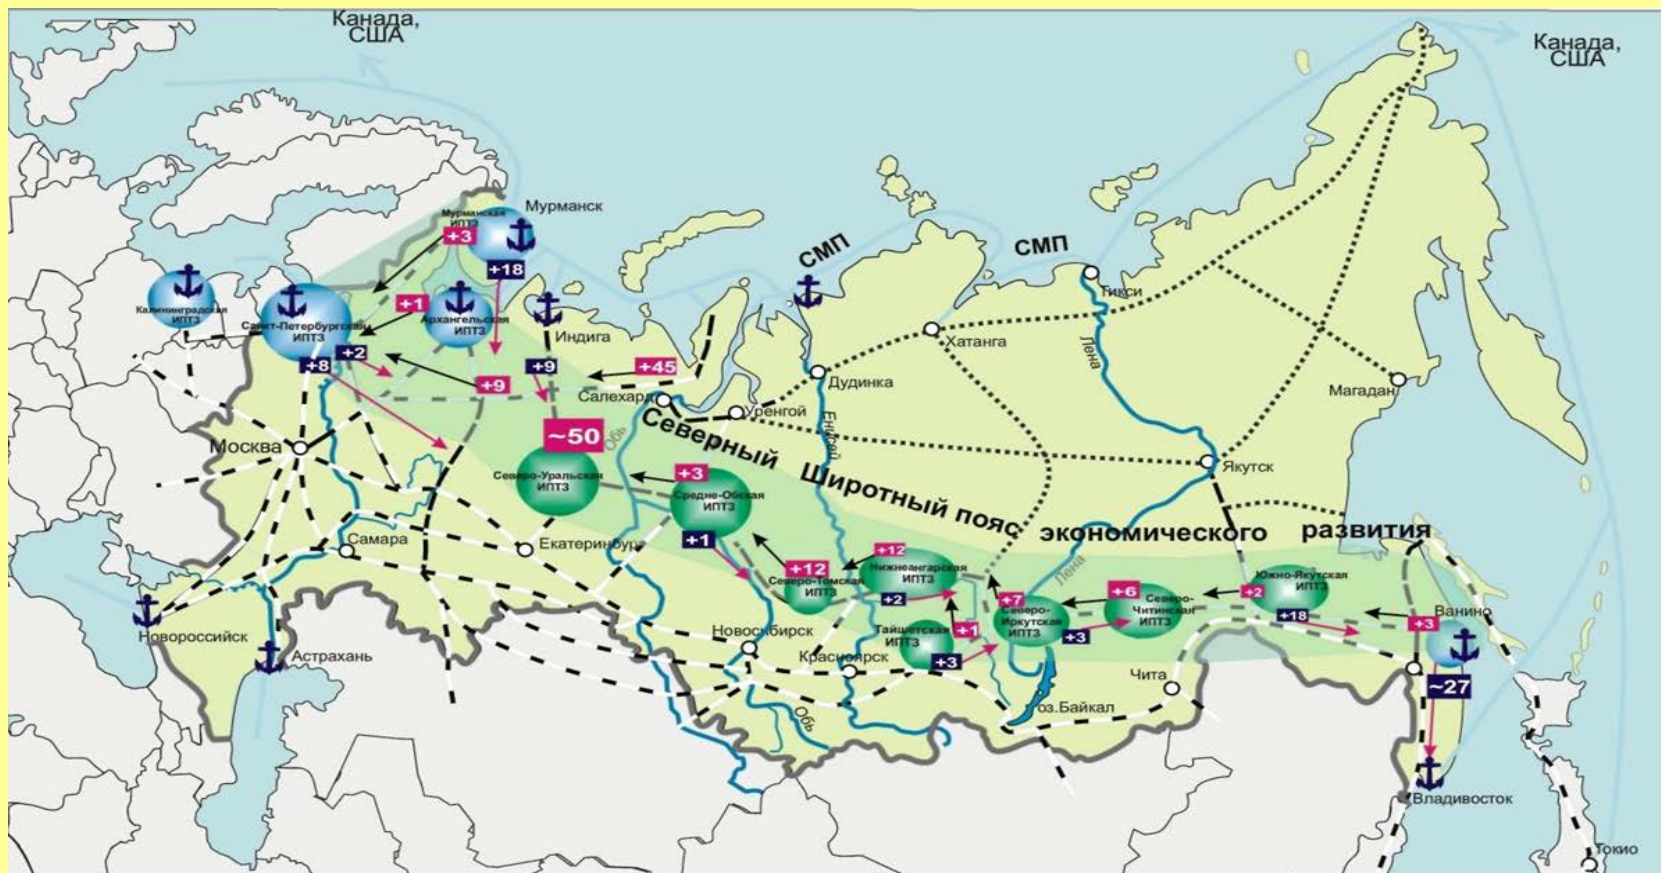 Канада,
США
Канада,
США
Мурманская
ИПТЗ
Мурманск
+3
+18
СМП
СМП
Калининградская
ИПТЗ
Санкт-Петербургская
ИПТЗ
+1
Архангельская
ИПТЗ
Индига
Тикси
Хатанга
Лена
+8
+2
+9
+9
+45
Дудинка
Магадан
Салехард
Уренгой
Енисей
Обь
~50
Москва
Северный Широтный пояс экономического развития
Якутск
Северо-Уральская
ИПТЗ
+3
Средне-Обская
ИПТЗ
+1
Самара
Екатеринбург
+12
+12
Северо-Томская
ИПТЗ
Нижнеангарская
ИПТЗ
+2
Лена
+7
Северо-
Иркутская
ИПТЗ
+6
Северо-
Читинская
ИПТЗ
+3
+2
Южно-Якутская
ИПТЗ
+18
Ванино
+3
Новороссийск
Астрахань
Новосибирск
Красноярск
Тайшетская
ИПТЗ
+1
+3
Чита
~27
оз.Байкал
Обь
Владивосток
Токио